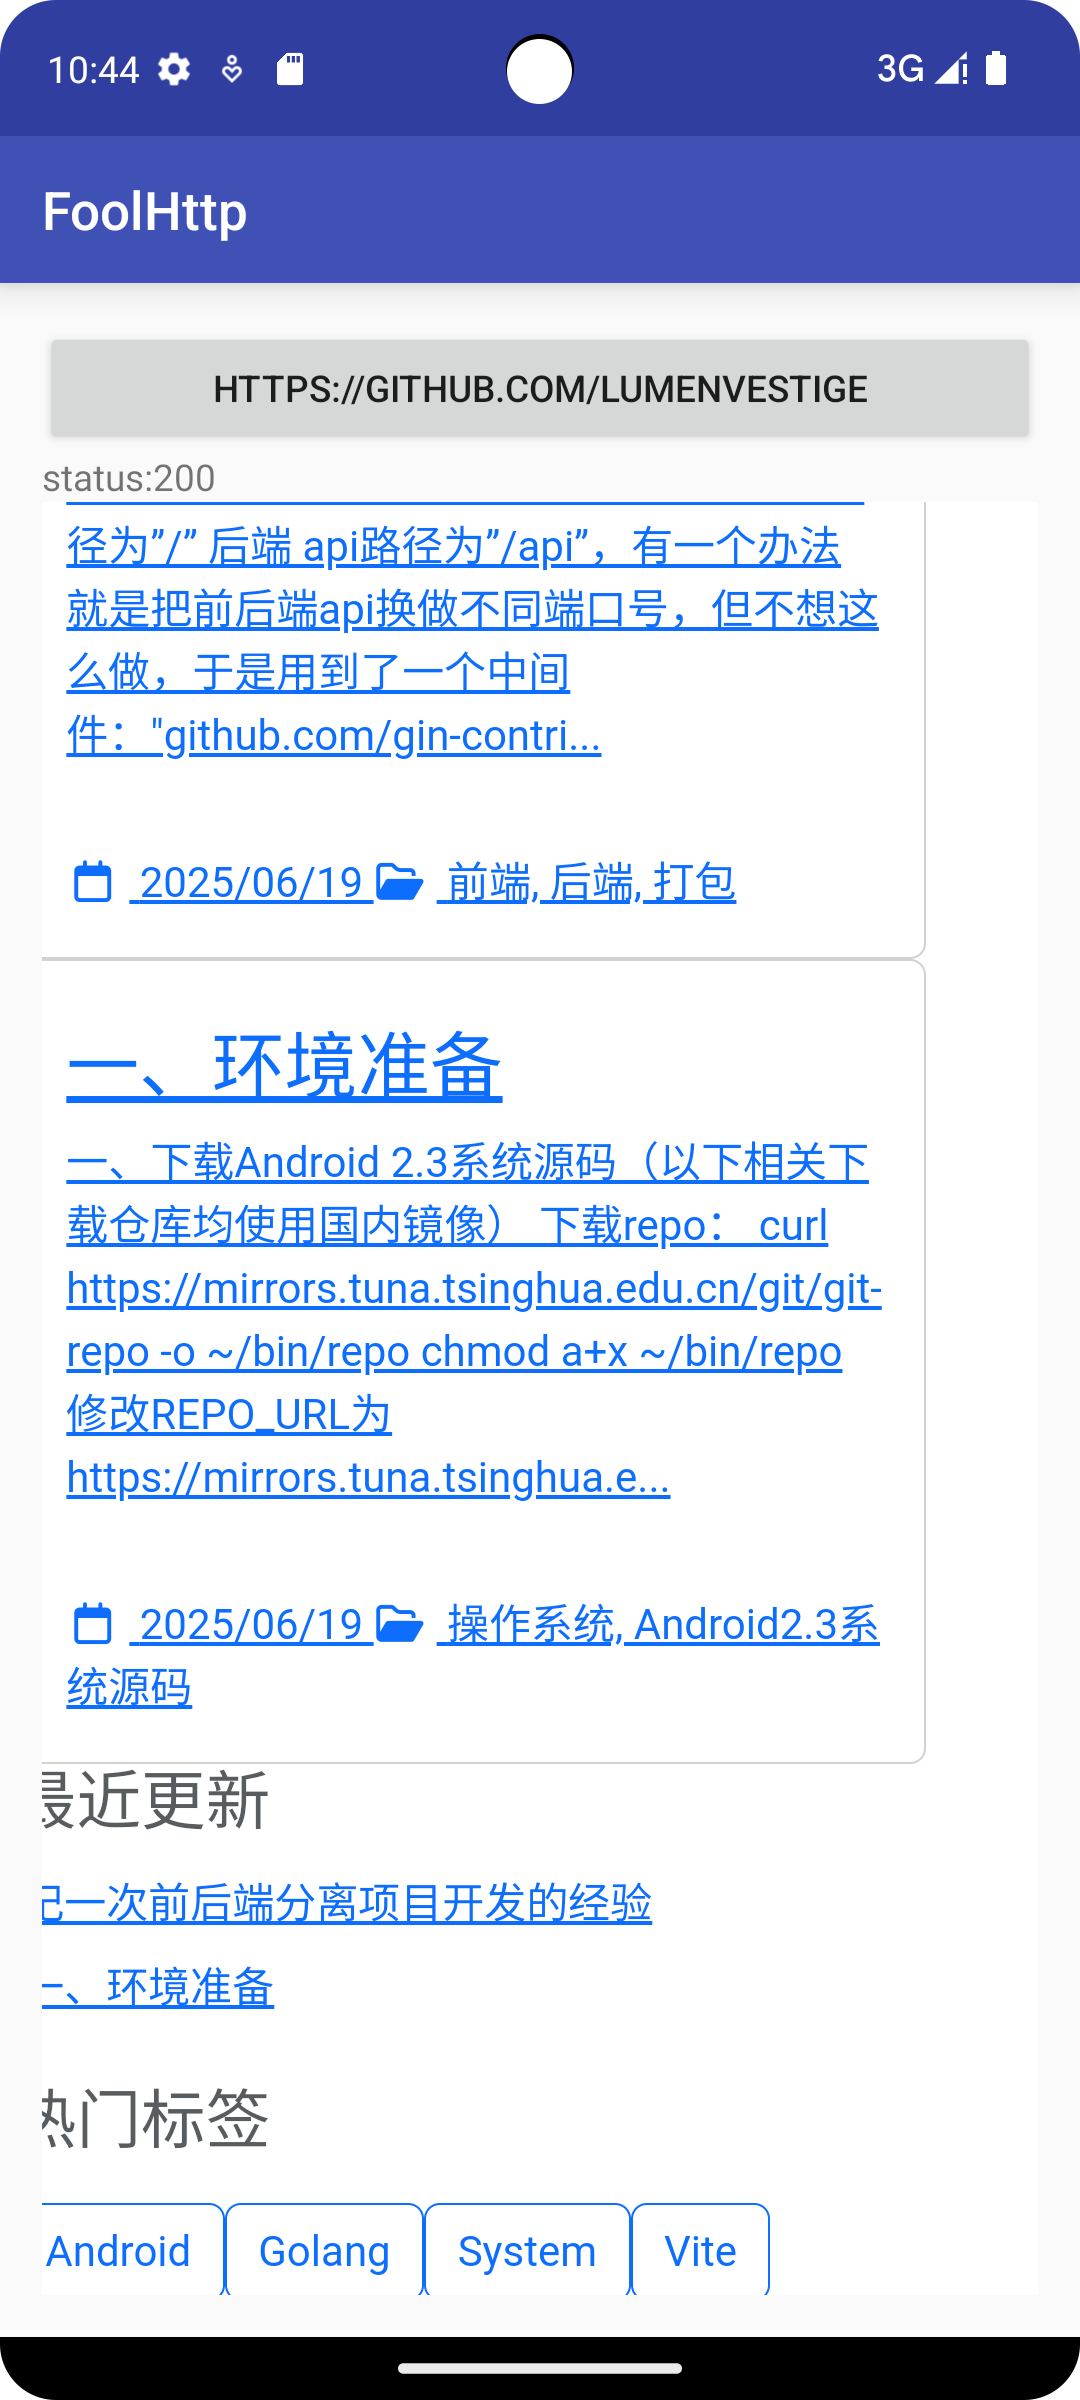 10:44
3G
FoolHttp
HTTPS://GITHUB.COM/LUMENVESTIGE
status:200
径为”/” 后端 api路径为”/api”，有一个办法
就是把前后端api换做不同端口号，但不想这
么做，于是用到了一个中间
件："github.com/gin-contri...
2025/06/19 前端, 后端, 打包
一、环境准备
一、下载Android 2.3系统源码（以下相关下
载仓库均使用国内镜像） 下载repo： curl
https://mirrors.tuna.tsinghua.edu.cn/git/git-
repo -o ~/bin/repo chmod a+x ~/bin/repo
修改REPO_URL为
https://mirrors.tuna.tsinghua.e...
2025/06/19 操作系统, Android2.3系
统源码
最近更新
记一次前后端分离项目开发的经验
一、环境准备
热门标签
Android Golang System Vite